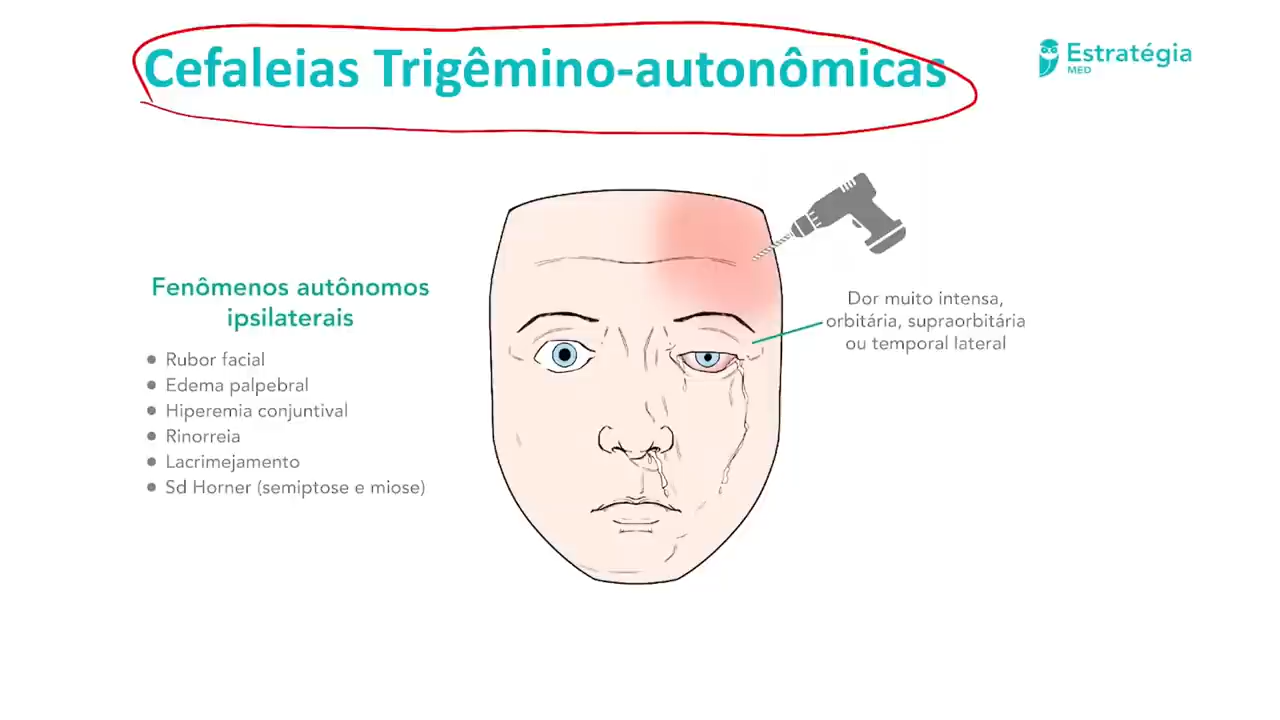 Cefaleias Trigêmino-autonômicas
Estratégia
MED
Fenômenos autônomos
ipsilaterais
Rubor facial
Edema palpebral
Hiperemia conjuntival
Rinorreia
Lacrimejamento
Sd Horner (semiptose e miose)
Dor muito intensa,
orbitária, supraorbitária
ou temporal lateral